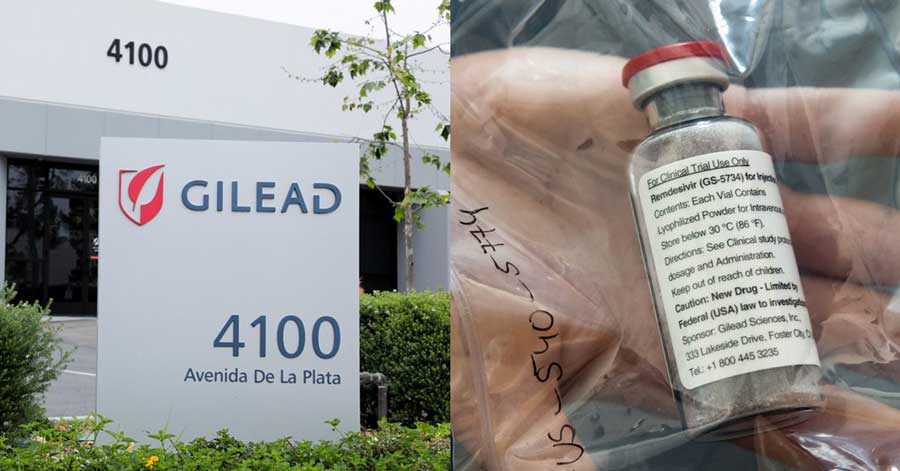 4100
4100
GILEAD
4100
Avenida De La Plata
For Clinical Trial Use Only
Remdesivir (GS-5734) for Injection
Contents: Each Vial Contains
Lyophilized Powder for Intravenous
Store below 30 °C (86 °F).
Directions: See Clinical study
dosage and Administration.
Keep out of reach of children.
Caution: New Drug - Limited by
Federal (USA) law to
Sponsor: Gilead Sciences, Inc.,
333 Lakeside Drive, Foster City,
Tel.: +1 800 445 3235